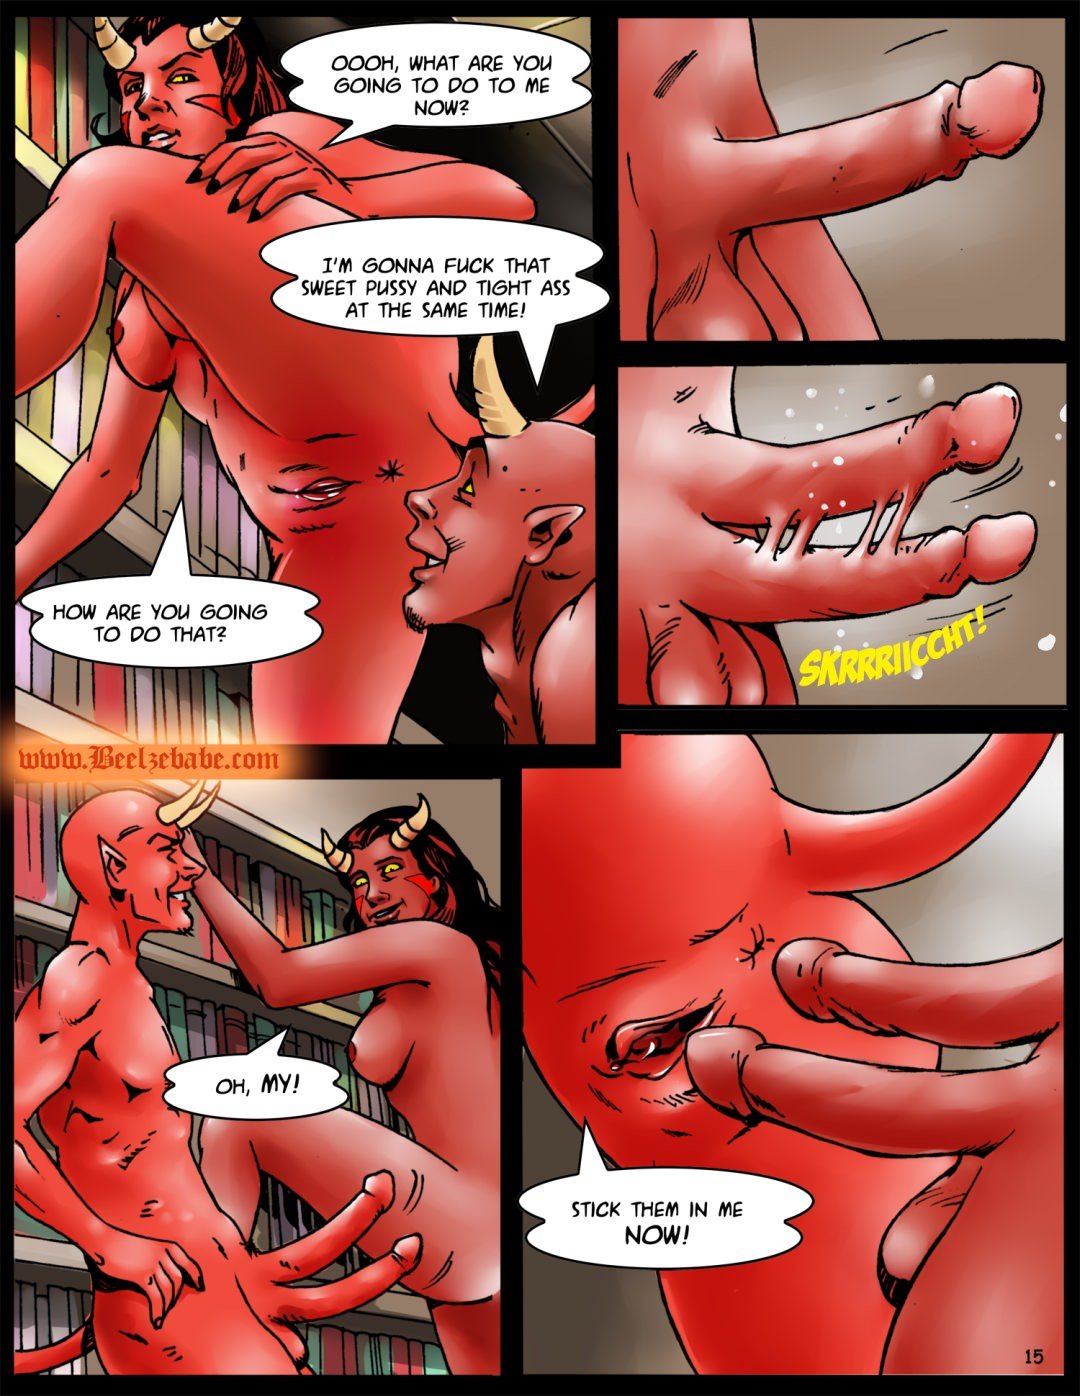 OOOH, WHAT ARE YOU
GOING TO DO TO ME
NOW?
I'M GONNA FUCK THAT
SWEET PUSSY AND TIGHT ASS
AT THE SAME TIME!
HOW ARE YOU GOING
TO DO THAT?
SKRRRIICCHT!
www.Beelzebabe.com
OH, MY!
STICK THEM IN ME
NOW!
15